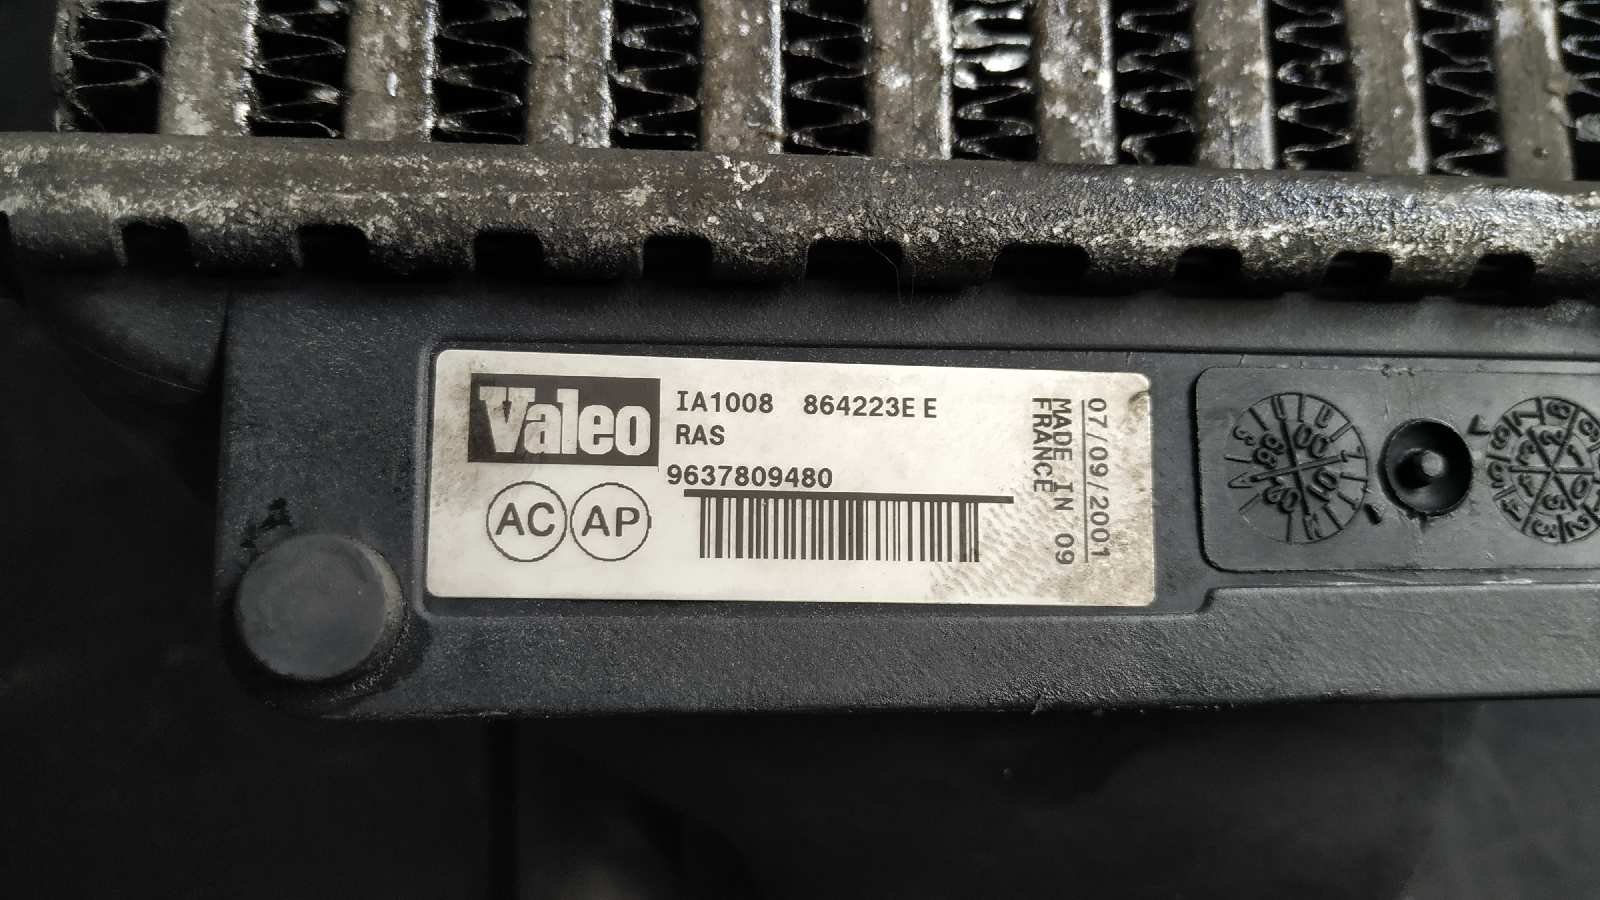 Valeo
IA1008 864223E E
RAS
9637809480
AC AP
07/09/2001
MADE IN 09
FRANCE